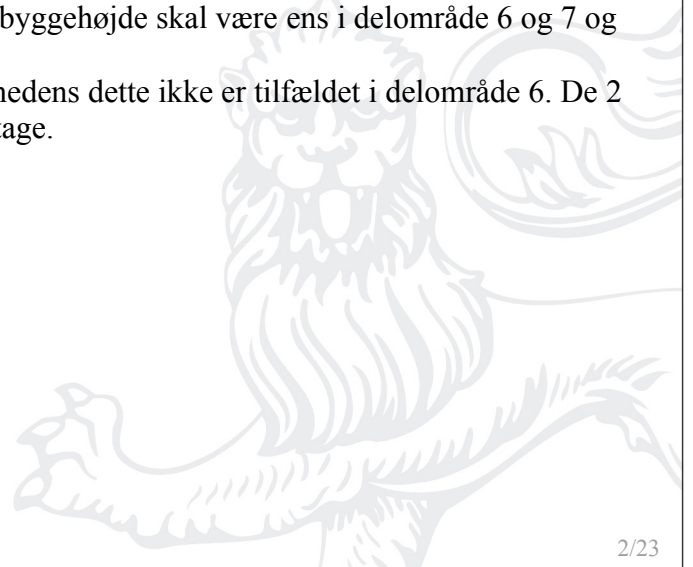 byggehøjde skal være ens i delområde 6 og 7 og
nedens dette ikke er tilfældet i delområde 6. De 2
tage.
2/23